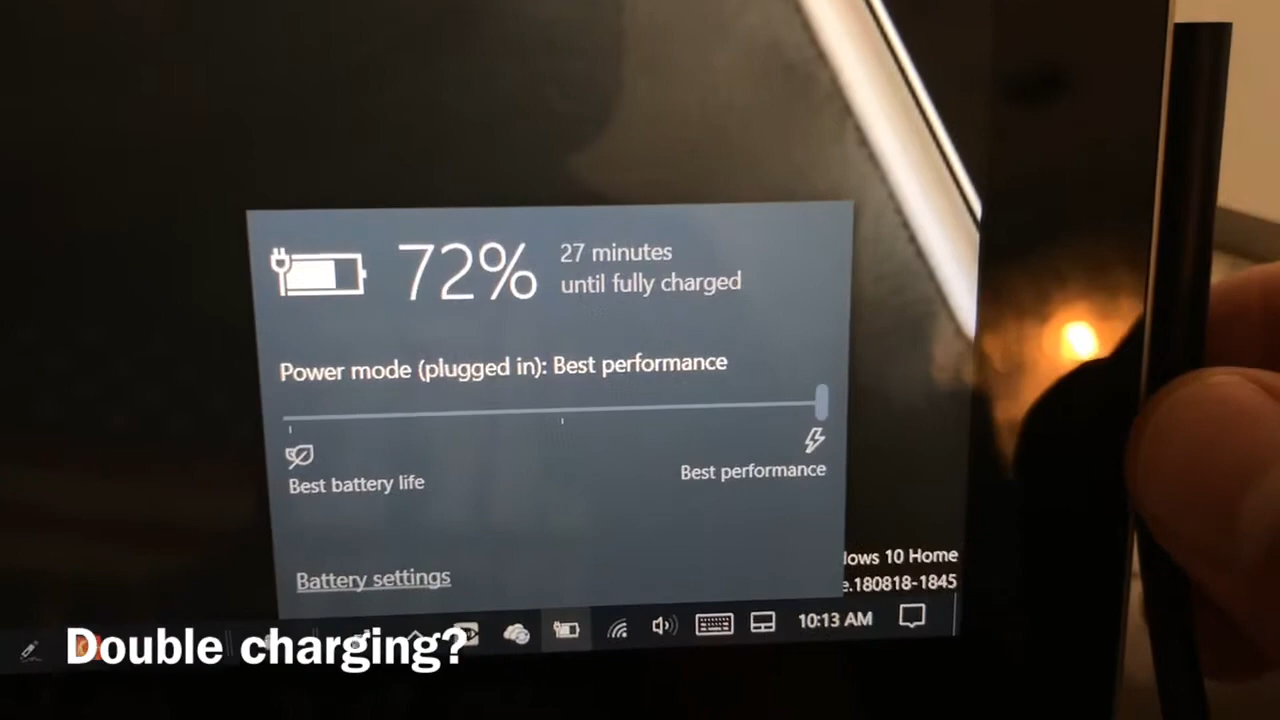 72%
27 minutes
until fully charged
Power mode (plugged in): Best performance
Best battery life
Best performance
Battery settings
10 Home
.180818-1845
10:13 AM
Double charging?